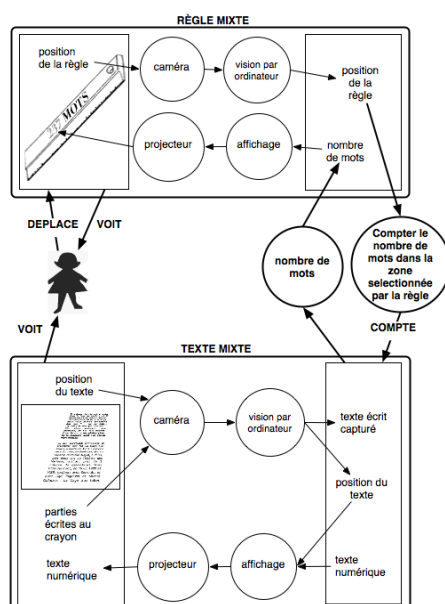 RÈGLE MIXTE
position
de la règle
caméra
vision par
ordinateur
position
de la
règle
247 MOTS
projecteur
affichage
nombre
de mots
DEPLACE
VOIT
nombre de
mots
Compter le
nombre de
mots dans la
zone
selectionnée
par la règle
VOIT
COMPTE
TEXTE MIXTE
position
du texte
caméra
vision par
ordinateur
texte écrit
capturé
position du
texte
parties
écrites au
crayon
texte
numérique
projecteur
affichage
texte
numérique